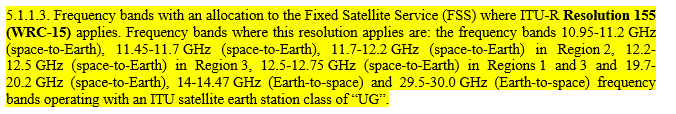 5.1.1.3. Frequency bands with an allocation to the Fixed Satellite Service (FSS) where ITU-R Resolution 155
(WRC-15) applies. Frequency bands where this resolution applies are: the frequency bands 10.95-11.2 GHz
(space-to-Earth), 11.45-11.7 GHz (space-to-Earth), 11.7-12.2 GHz (space-to-Earth) in Region 2, 12.2-
12.5 GHz (space-to-Earth) in Region 3, 12.5-12.75 GHz (space-to-Earth) in Regions 1 and 3 and 19.7-
20.2 GHz (space-to-Earth), 14-14.47 GHz (Earth-to-space) and 29.5-30.0 GHz (Earth-to-space) frequency
bands operating with an ITU satellite earth station class of “UG”.